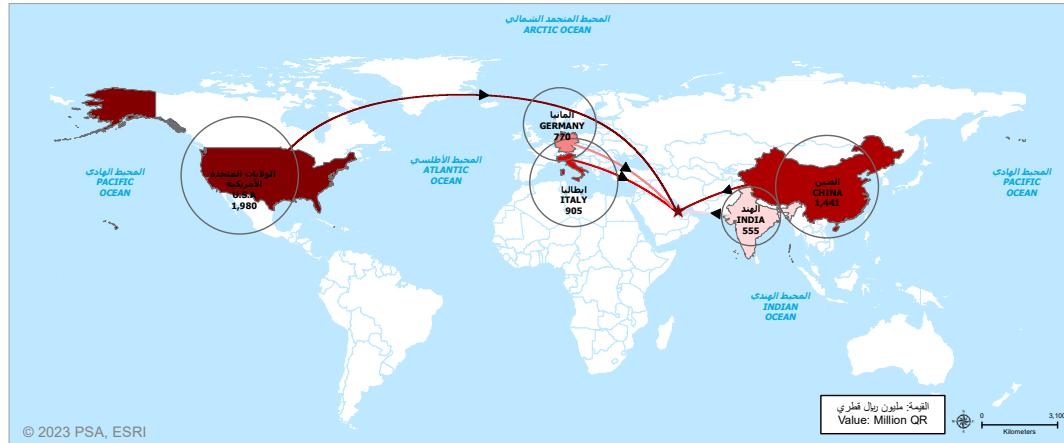 المحيط المتجمد الشمالي
ARCTIC OCEAN
المانيا
GERMANY
770
المحيط الهادي
PACIFIC
OCEAN
الولايات المتحدة
الأمريكية
U.S.A
1,980
المحيط الأطلسي
ATLANTIC
OCEAN
ايطاليا
ITALY
905
الصين
CHINA
1,441
الهند
INDIA
555
المحيط الهادي
PACIFIC
OCEAN
المحيط الهندي
INDIAN
OCEAN
القيمة: مليون ريال قطري
Value: Million QR
0 3,100
Kilometers
© 2023 PSA, ESRI